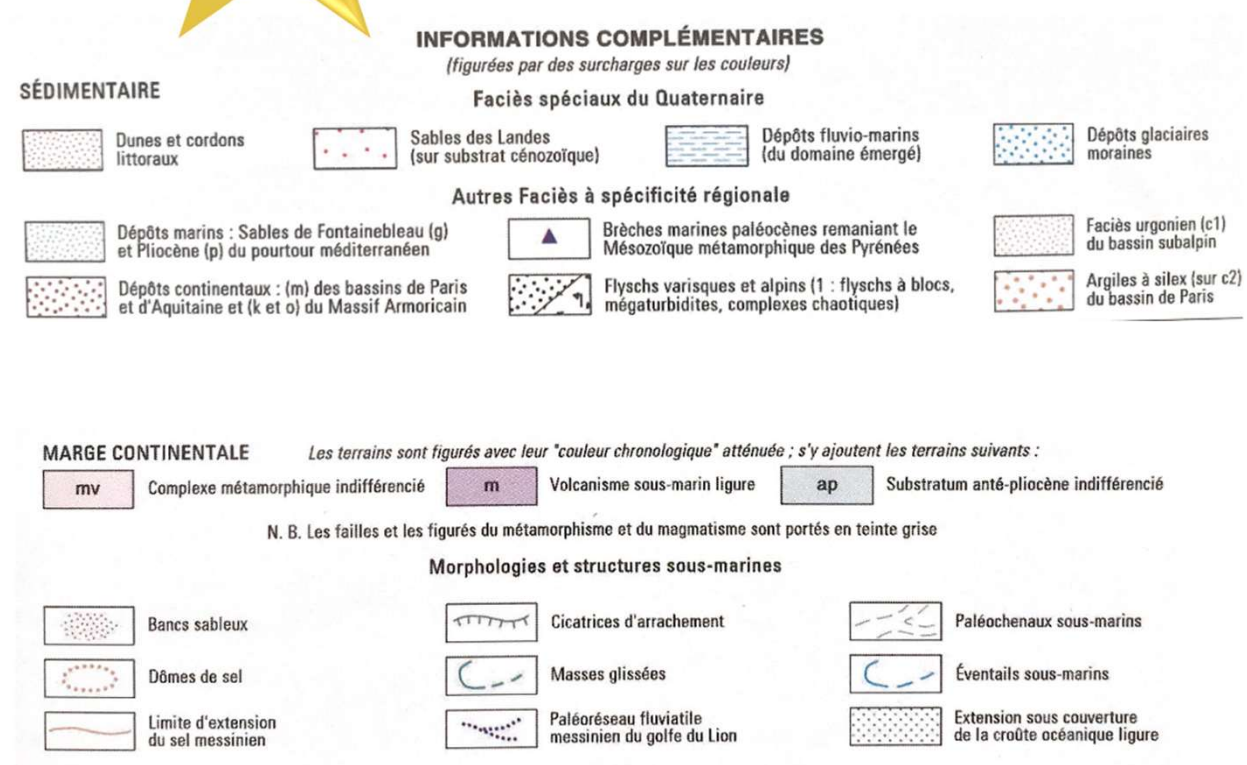 INFORMATIONS COMPLÉMENTAIRES
(figurées par des surcharges sur les couleurs)
SÉDIMENTAIRE
Faciès spéciaux du Quaternaire
Dunes et cordons
littoraux
Sables des Landes
(sur substrat cénozoïque)
Dépôts fluvio-marins
(du domaine émergé)
Dépôts glaciaires
moraines
Autres Faciès à spécificité régionale
Dépôts marins : Sables de Fontainebleau (g)
et Pliocène (p) du pourtour méditerranéen
Brèches marines paléocènes remaniant le
Mésozoïque métamorphique des Pyrénées
Faciès urgonien (c1)
du bassin subalpin
Dépôts continentaux : (m) des bassins de Paris
et d'Aquitaine et (k et o) du Massif Armoricain
1
Flyschs varisques et alpins (1 : flyschs à blocs,
mégaturbidites, complexes chaotiques)
Argiles à silex (sur c2)
du bassin de Paris
MARGE CONTINENTALE
Les terrains sont figurés avec leur "couleur chronologique" atténuée ; s'y ajoutent les terrains suivants :
mv
Complexe métamorphique indifférencié
m
Volcanisme sous-marin ligure
ap
Substratum anté-pliocène indifférencié
N. B. Les failles et les figurés du métamorphisme et du magmatisme sont portés en teinte grise
Morphologies et structures sous-marines
Bancs sableux
Cicatrices d'arrachement
Paléochenaux sous-marins
Dômes de sel
Masses glissées
Éventails sous-marins
Limite d'extension
du sel messinien
Paléoréseau fluviatile
messinien du golfe du Lion
Extension sous couverture
de la croûte océanique ligure